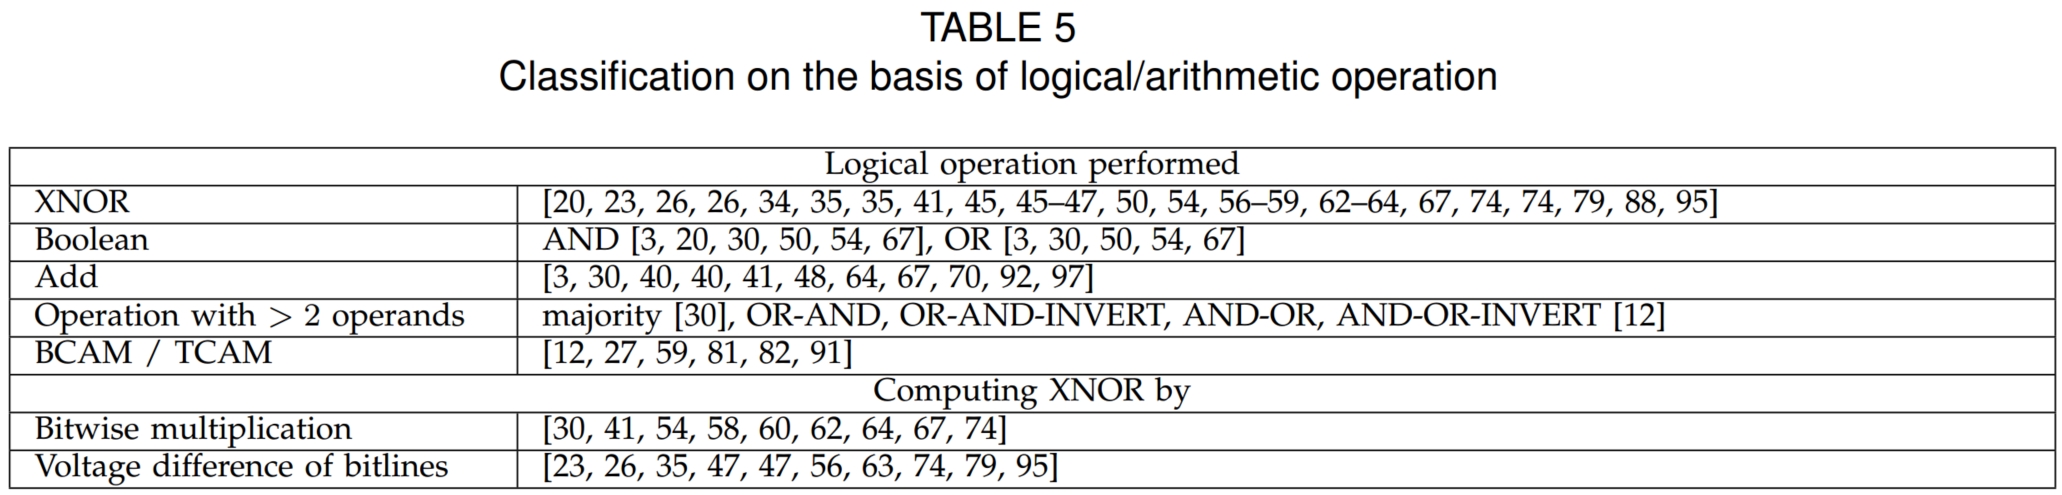 TABLE 5
Classification on the basis of logical/arithmetic operation
Logical operation performed
XNOR [20, 23, 26, 26, 34, 35, 35, 41, 45, 45–47, 50, 54, 56–59, 62–64, 67, 74, 74, 79, 88, 95]
Boolean AND [3, 20, 30, 50, 54, 67], OR [3, 30, 50, 54, 67]
Add [3, 30, 40, 40, 41, 48, 64, 67, 70, 92, 97]
Operation with > 2 operands majority [30], OR-AND, OR-AND-INVERT, AND-OR, AND-OR-INVERT [12]
BCAM / TCAM [12, 27, 59, 81, 82, 91]
Computing XNOR by
Bitwise multiplication [30, 41, 54, 58, 60, 62, 64, 67, 74]
Voltage difference of bitlines [23, 26, 35, 47, 47, 56, 63, 74, 79, 95]